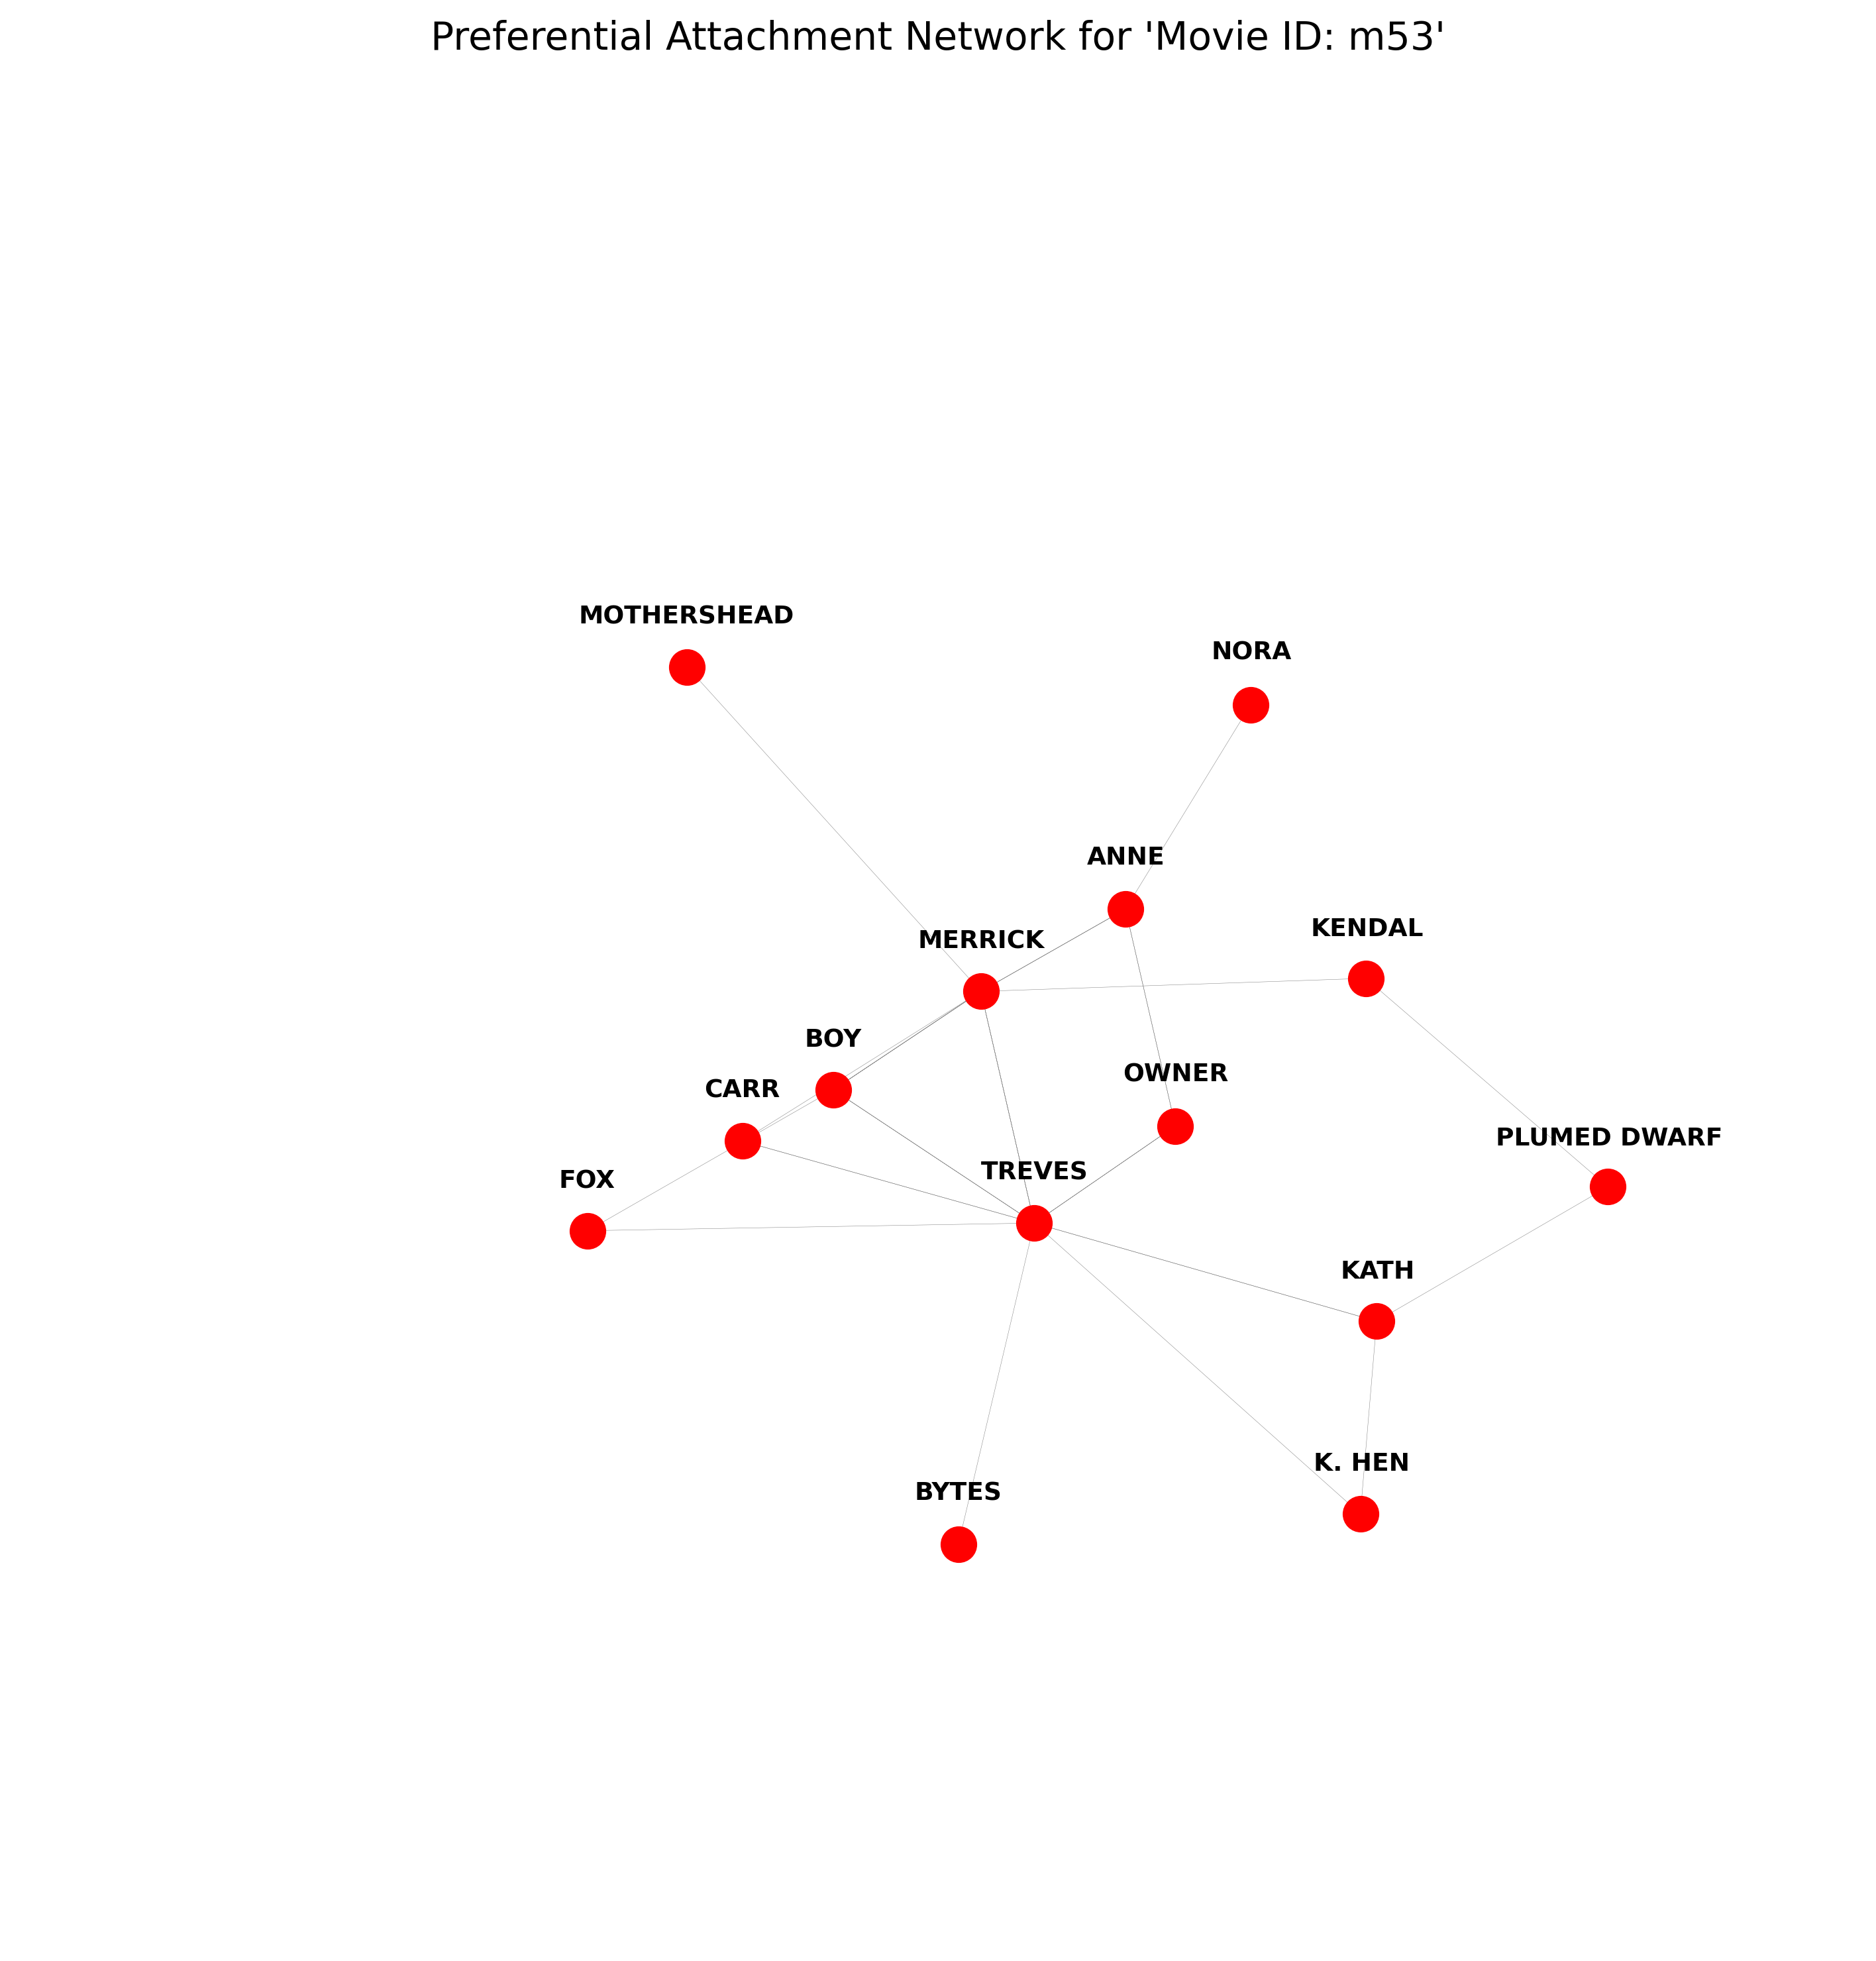 Preferential Attachment Network for 'Movie ID: m53'
MOTHERSHEAD
NORA
ANNE
KENDAL
MERRICK
BOY
OWNER
CARR
PLUMED DWARF
TREVES
FOX
KATH
K. HEN
BYTES